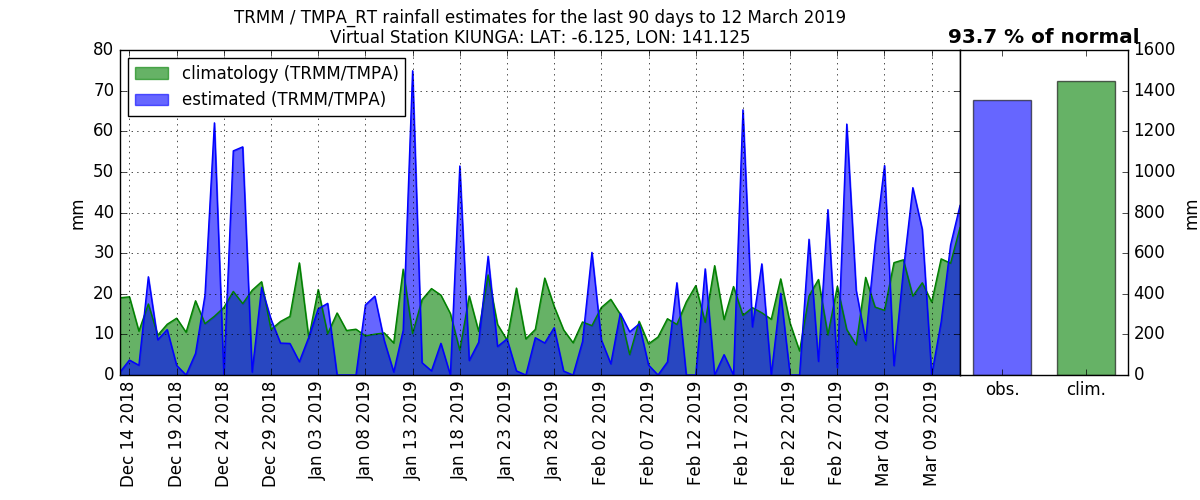 TRMM / TMPA_RT rainfall estimates for the last 90 days to 12 March 2019
Virtual Station KIUNGA: LAT: -6.125, LON: 141.125
93.7 % of normal
climatology (TRMM/TMPA)
estimated (TRMM/TMPA)
mm
80
70
60
50
40
30
20
10
0
Dec 14 2018
Dec 19 2018
Dec 24 2018
Dec 29 2018
Jan 03 2019
Jan 08 2019
Jan 13 2019
Jan 18 2019
Jan 23 2019
Jan 28 2019
Feb 02 2019
Feb 07 2019
Feb 12 2019
Feb 17 2019
Feb 22 2019
Feb 27 2019
Mar 04 2019
Mar 09 2019
obs.
clim.
1600
1400
1200
1000
800
600
400
200
0
mm